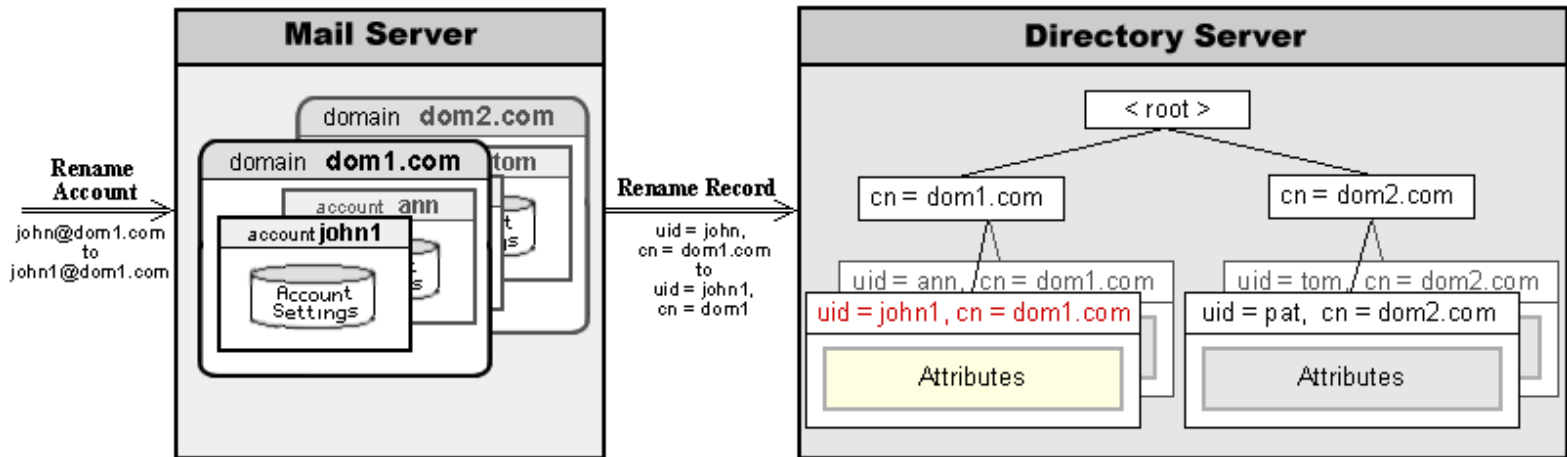 Mail Server
Directory Server
Rename
Account
john@dom1.com
to
john1@dom1.com
domain dom2.com
tom
domain dom1.com
account ann
account john1
Account
Settings
Rename Record
uid = john,
cn = dom1.com
to
uid = john1,
cn = dom1
< root >
cn = dom1.com
cn = dom2.com
uid = ann, cn = dom1.com
uid = tom, cn = dom2.com
uid = john1, cn = dom1.com
uid = pat, cn = dom2.com
Attributes
Attributes